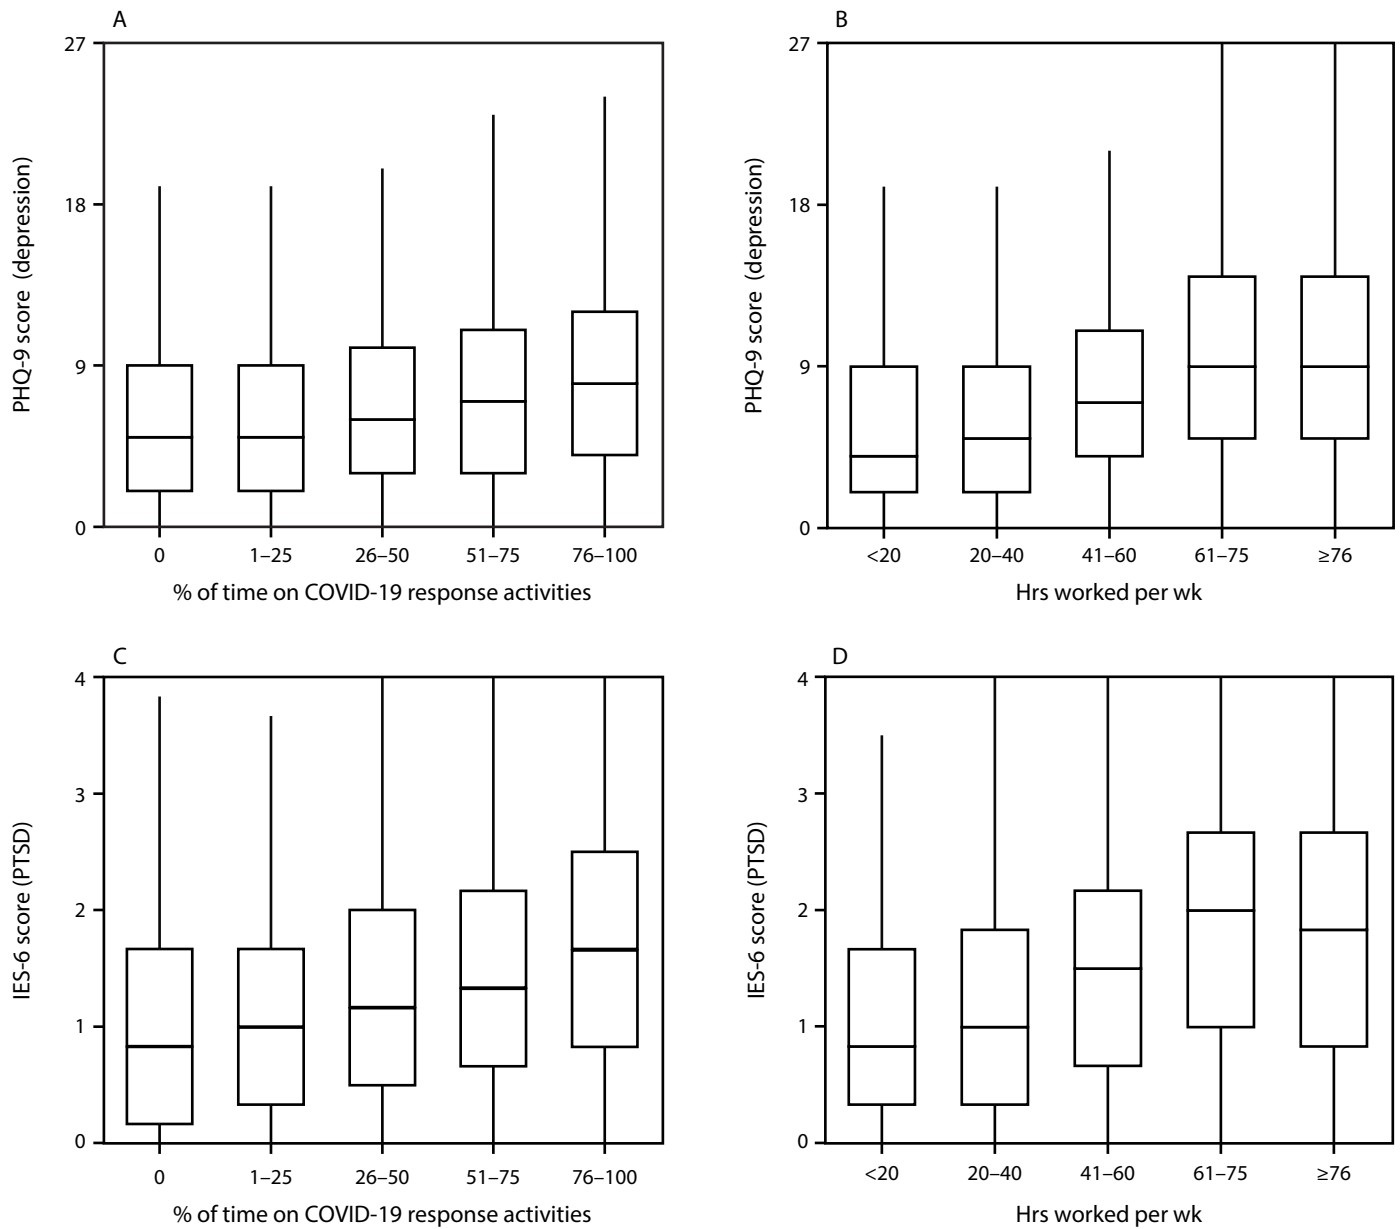 A
27
18
9
0
PHQ-9 score (depression)
0 1–25 26–50 51–75 76–100
% of time on COVID-19 response activities
B
27
18
9
0
PHQ-9 score (depression)
<20 20–40 41–60 61–75 ≥76
Hrs worked per wk
C
4
3
2
1
0
IES-6 score (PTSD)
0 1–25 26–50 51–75 76–100
% of time on COVID-19 response activities
D
4
3
2
1
0
IES-6 score (PTSD)
<20 20–40 41–60 61–75 ≥76
Hrs worked per wk